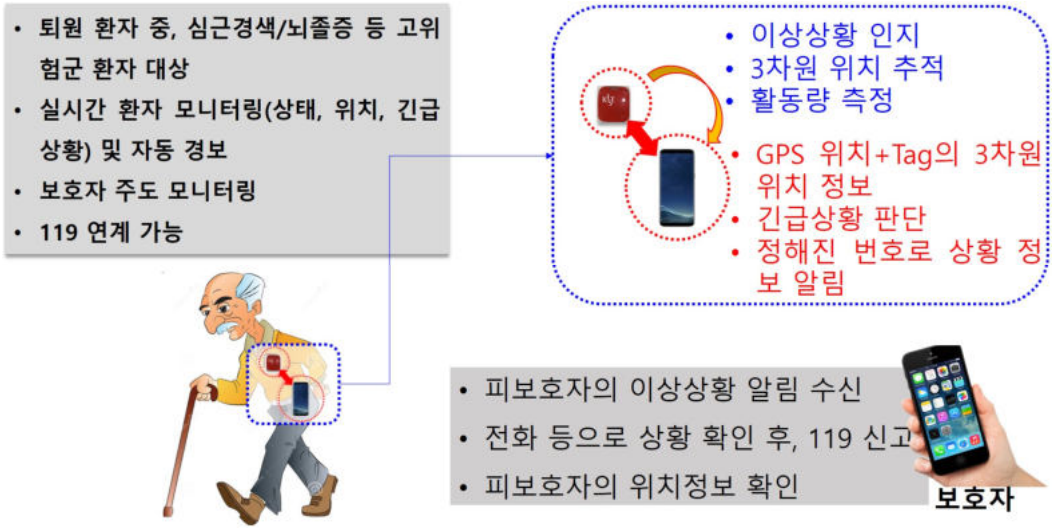 • 퇴원 환자 중, 심근경색/뇌졸증 등 고위
험군 환자 대상
• 실시간 환자 모니터링(상태, 위치, 긴급
상황) 및 자동 경보
• 보호자 주도 모니터링
• 119 연계 가능
• 이상상황 인지
• 3차원 위치 추적
• 활동량 측정
• GPS 위치+Tag의 3차원
위치 정보
• 긴급상황 판단
• 정해진 번호로 상황 정
보 알림
• 피보호자의 이상상황 알림 수신
• 전화 등으로 상황 확인 후, 119 신고
• 피보호자의 위치정보 확인
보호자